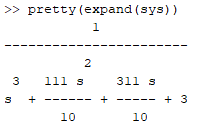 >> pretty(expand(sys))
1
-----------------------
2
3 111 s 311 s
s + ------ + ----- + 3
10 10